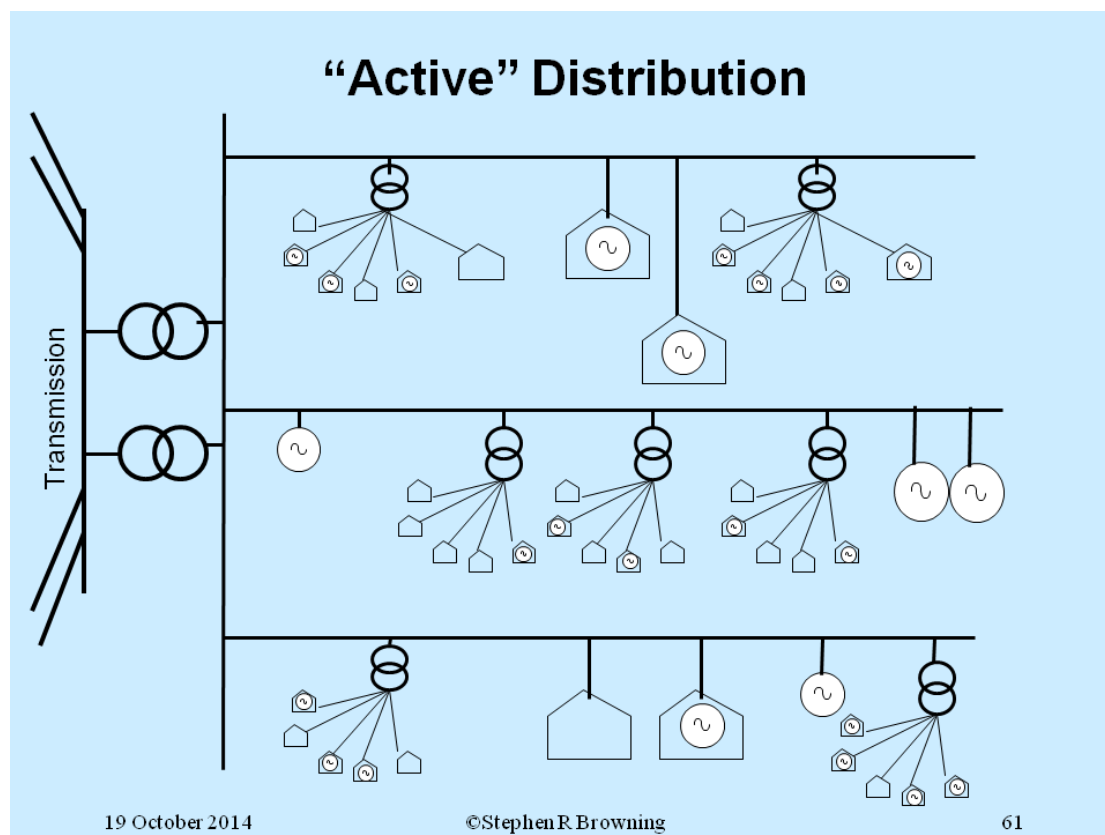 “Active” Distribution
Transmission
19 October 2014
©Stephen R Browning
61